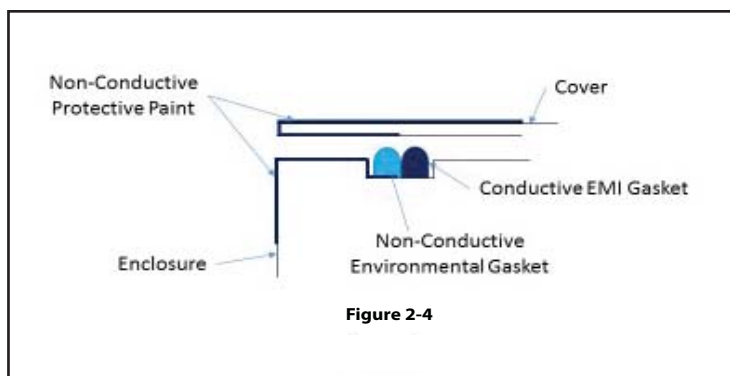 Non-Conductive
Protective Paint
Cover
Conductive EMI Gasket
Non-Conductive
Environmental Gasket
Enclosure
Figure 2-4